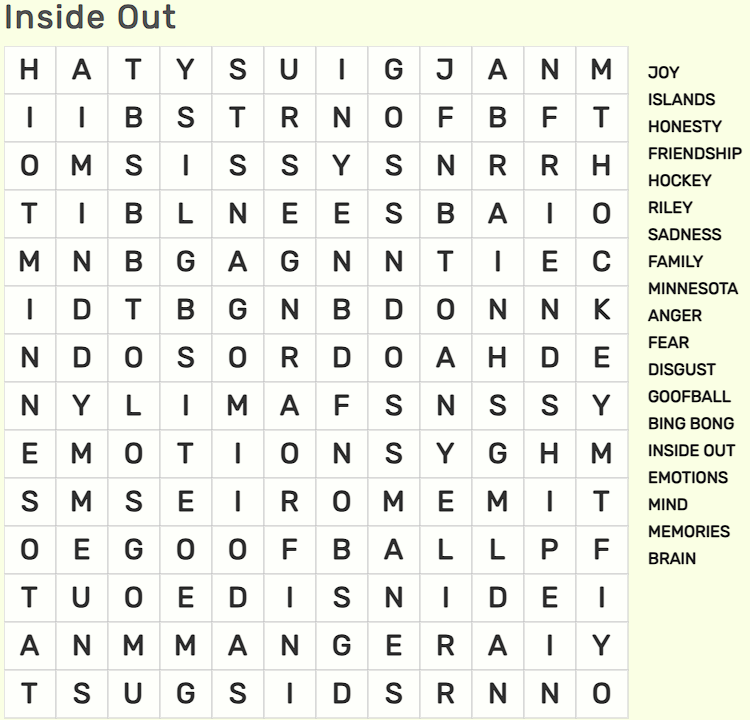 Inside Out
H A T Y S U I G J A N M
I I B S T R N O F B F T
O M S I S S Y S N R R H
T I B L N E E S B A I O
M N B G A G N N T I E C
I D T B G N B D O N N K
N D O S O R D O A H D E
N Y L I M A F S N S S Y
E M O T I O N S Y G H M
S M S E I R O M E M I T
O E G O O F B A L L P F
T U O E D I S N I D E I
A N M M A N G E R A I Y
T S U G S I D S R N N O
JOY
ISLANDS
HONESTY
FRIENDSHIP
HOCKEY
RILEY
SADNESS
FAMILY
MINNESOTA
ANGER
FEAR
DISGUST
GOOFBALL
BING BONG
INSIDE OUT
EMOTIONS
MIND
MEMORIES
BRAIN